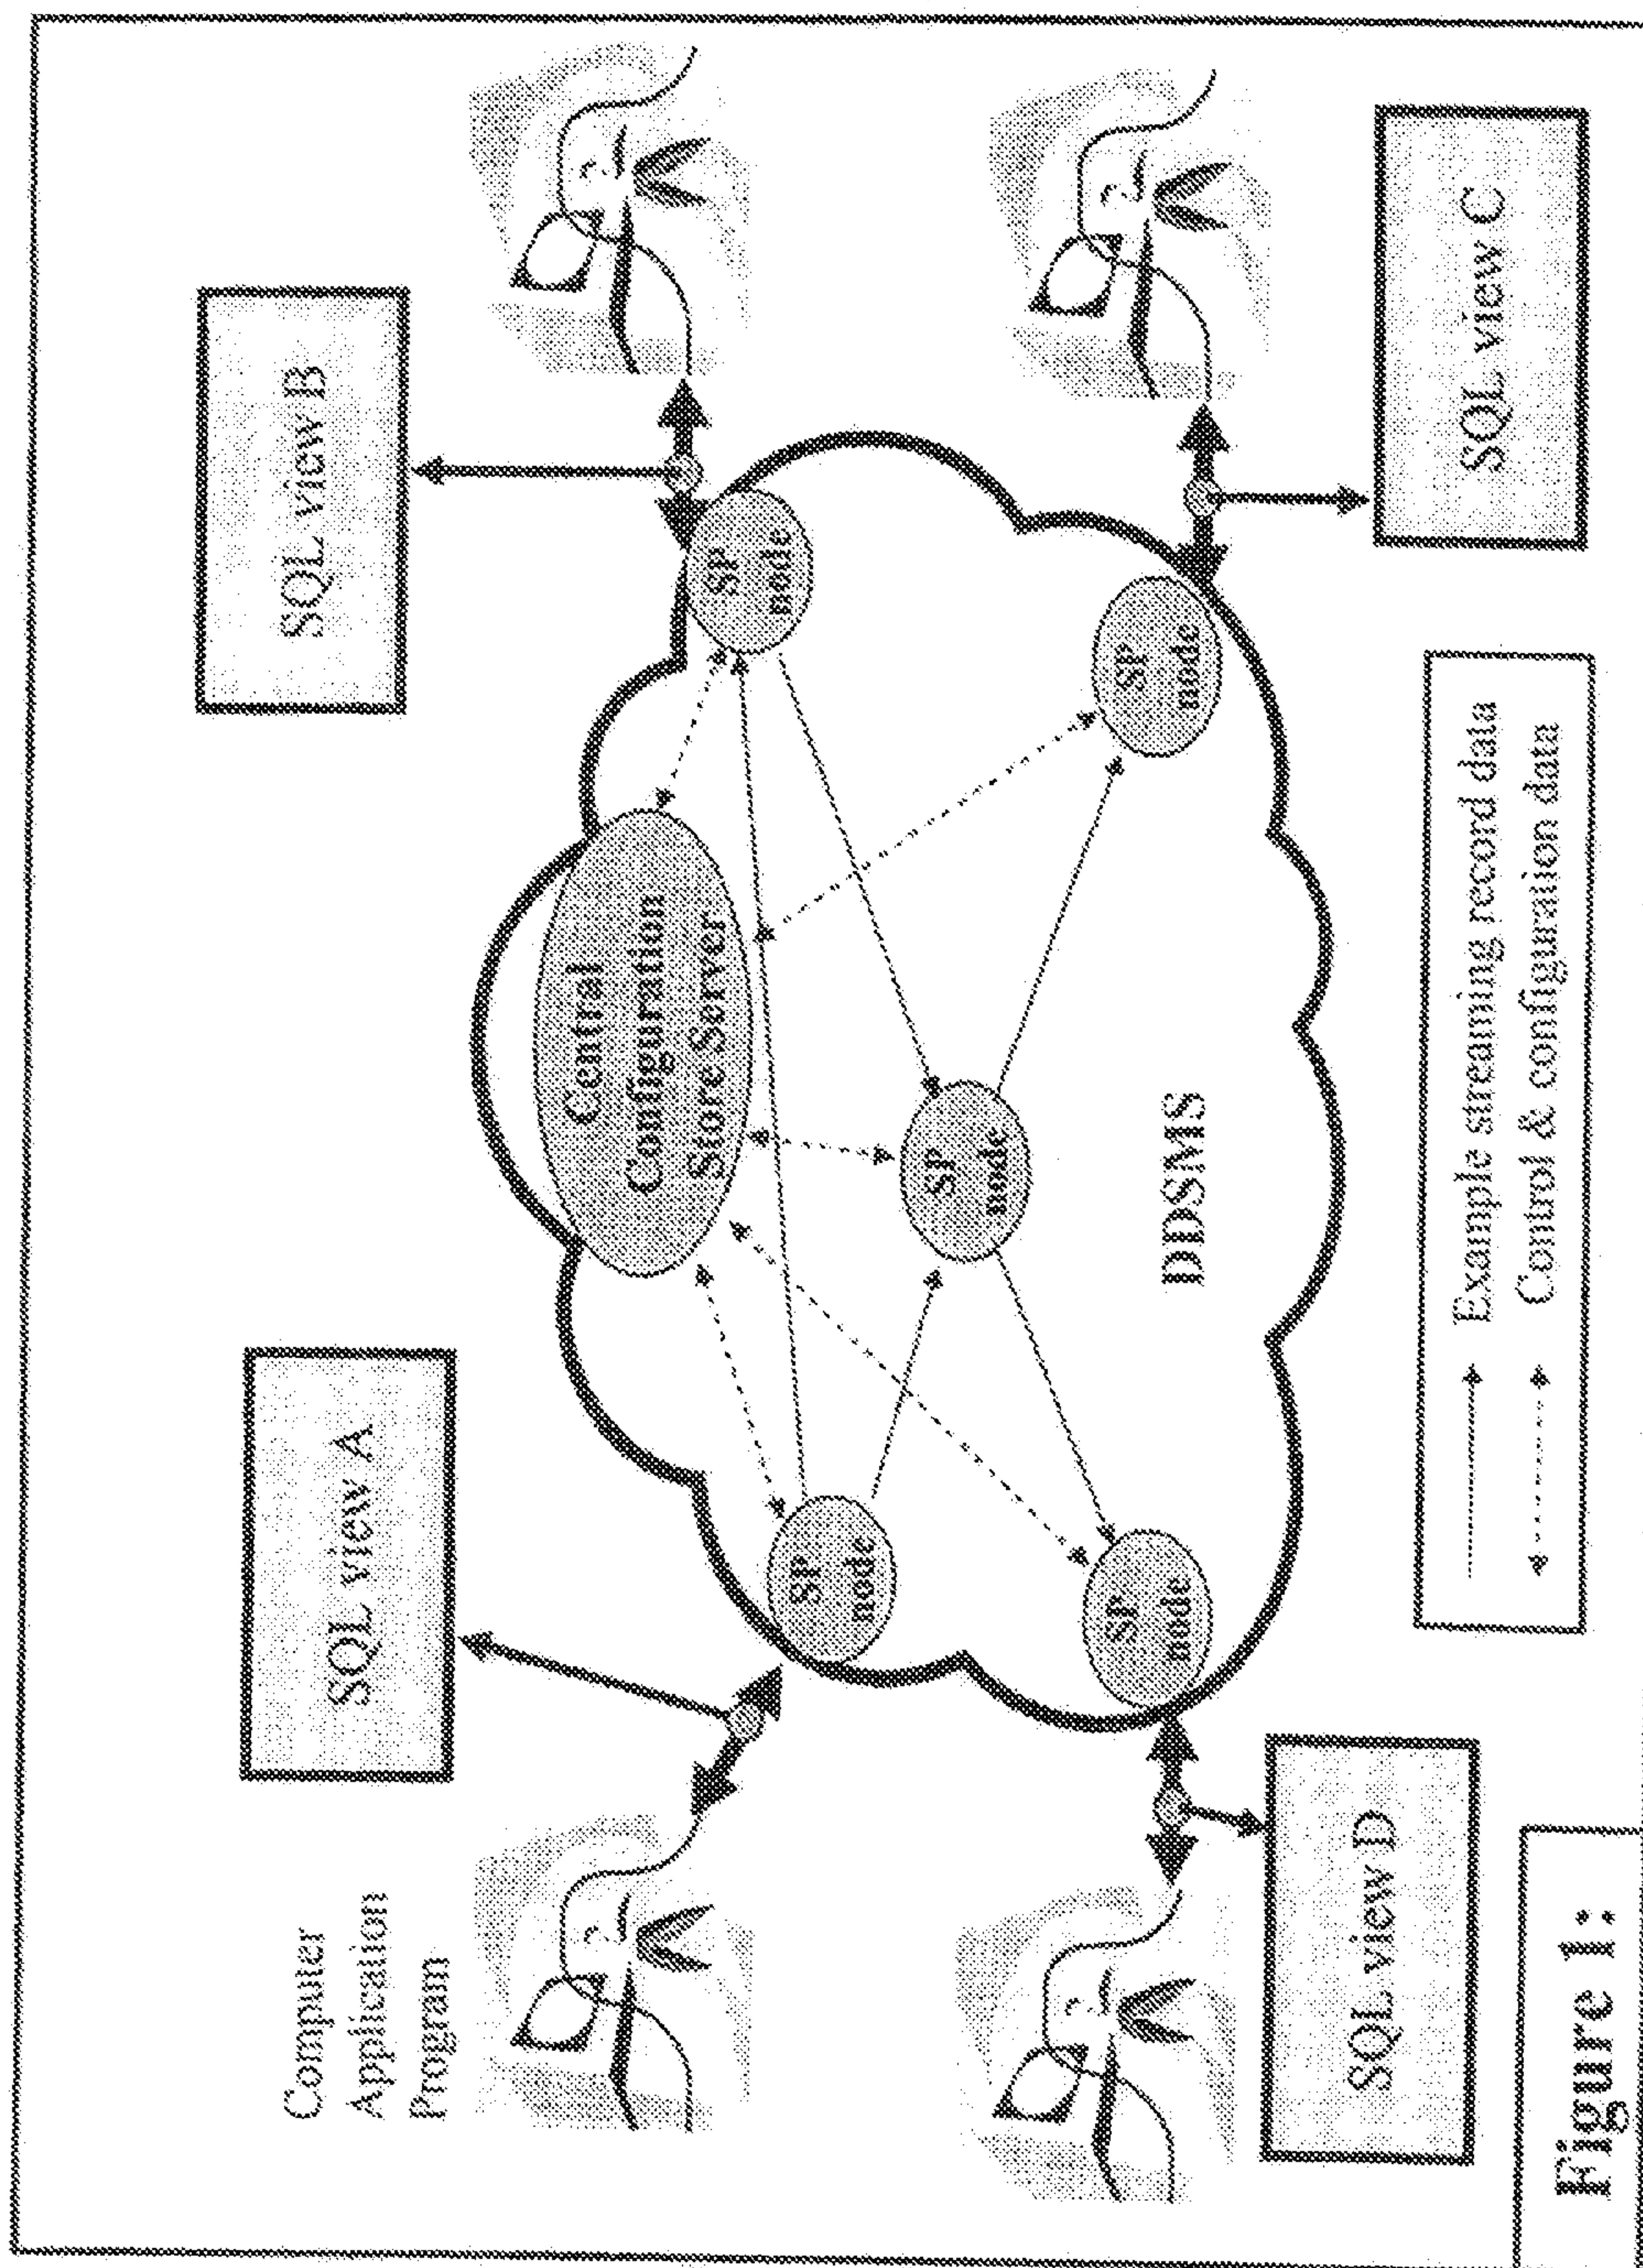 Computer
Application
Program
SQL view A
SQL view B
Central
Configuration
Store Server
SP
node
SP
node
SP
node
SP
node
SP
node
DDSMS
SQL view D
SQL view C
Example streaming record data
Control & configuration data
Figure 1: